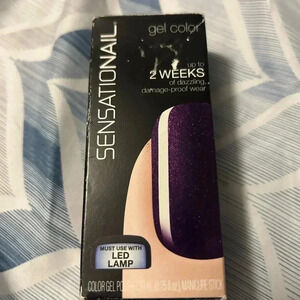 SENSATIONAIL
gel color
up to
2 WEEKS
of dazzling,
damage-proof wear
MUST USE WITH
LED
LAMP
COLOR GEL MANICURE STICK